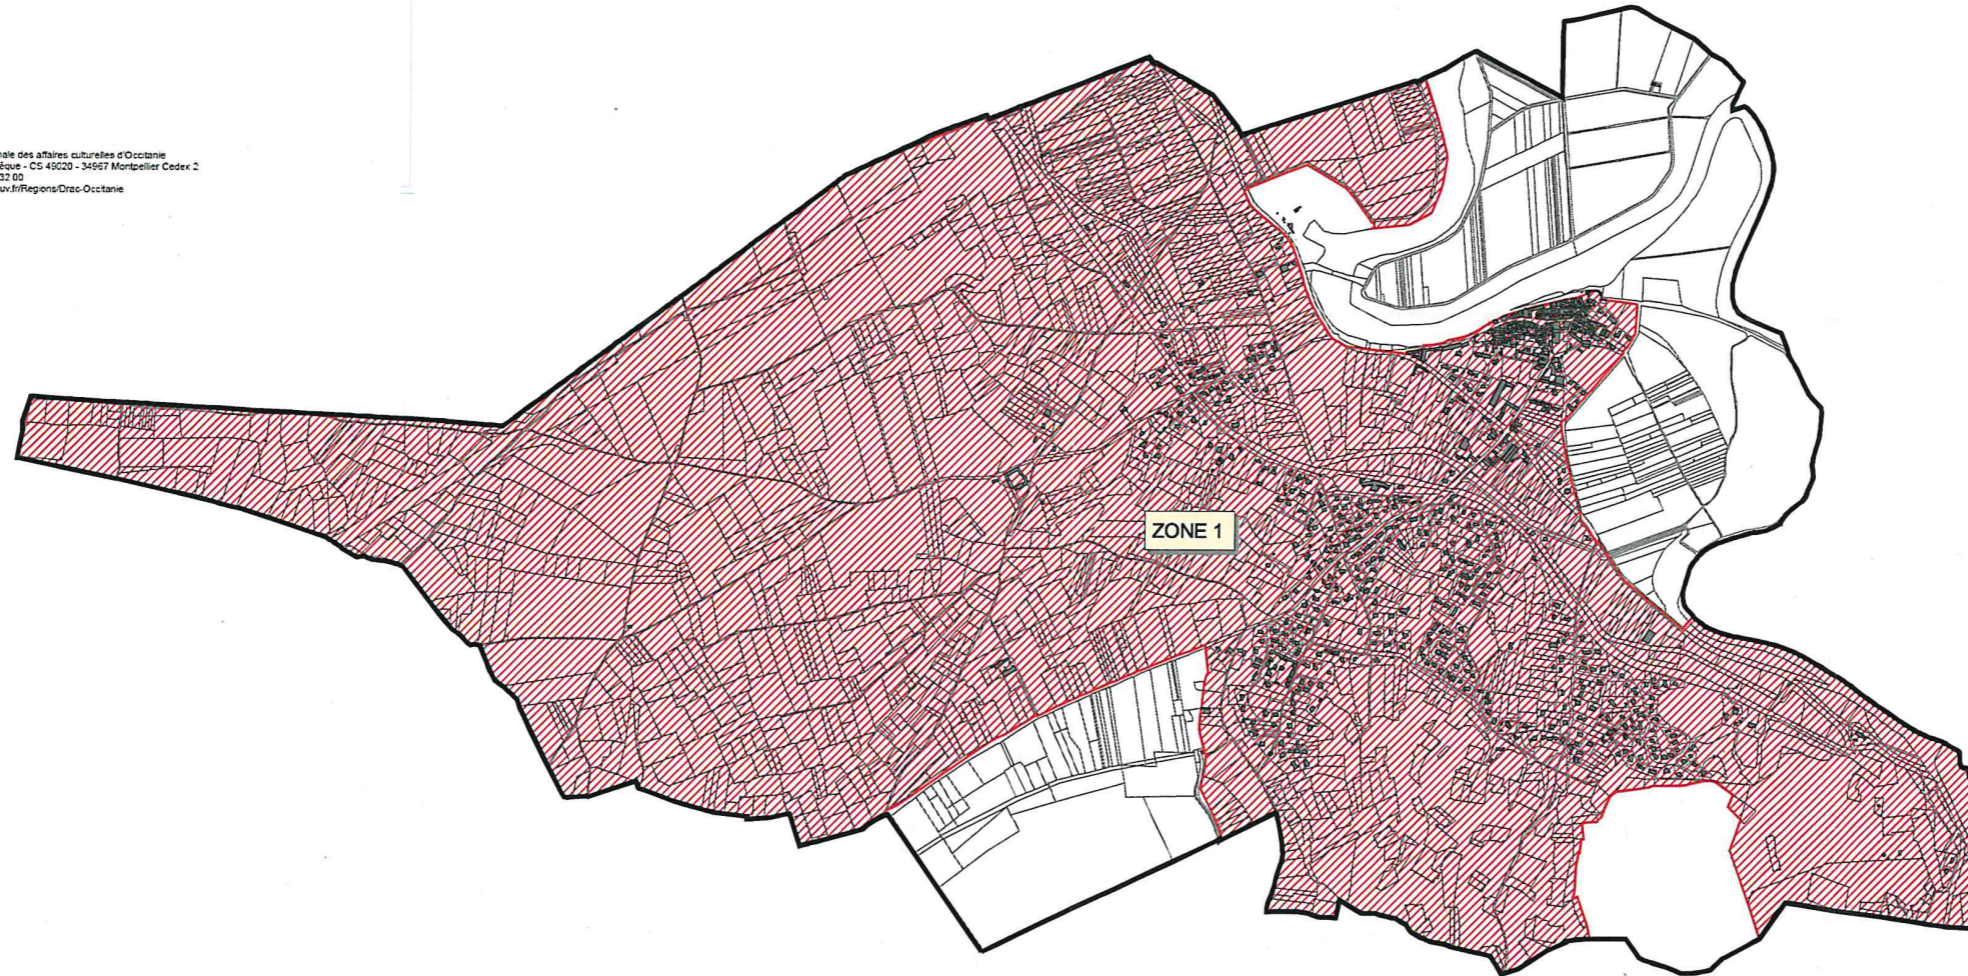 nale des affaires culturelles d'Occitanie
êque - CS 49020 - 34967 Montpellier Cedex 2
32 00
uv.fr/Regions/Drac-Occitanie
ZONE 1